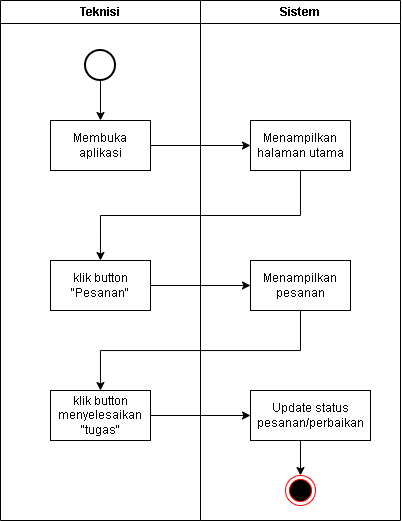 Teknisi
Sistem
Membuka
aplikasi
Menampilkan
halaman utama
klik button
"Pesanan"
Menampilkan
pesanan
klik button
menyelesaikan
"tugas"
Update status
pesanan/perbaikan